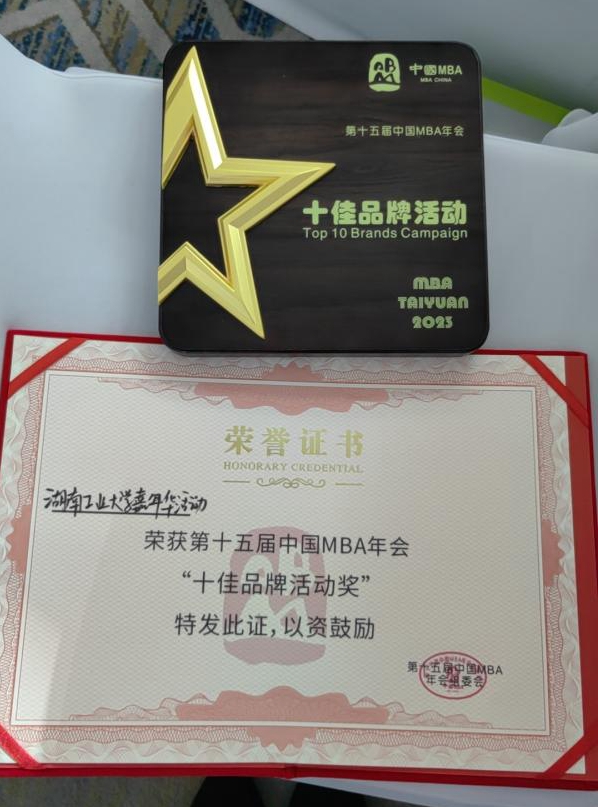 中國MBA
MBA CHINA
第十五届中国MBA年会
十佳品牌活动
Top 10 Brands Campaign
MBA
TAIYUAN
2023
荣誉证书
HONORARY CREDENTIAL
湖南工业大学嘉年华活动
荣获第十五届中国MBA年会
“十佳品牌活动奖”
特发此证,以资鼓励
第十五届中国MBA
年会组委会